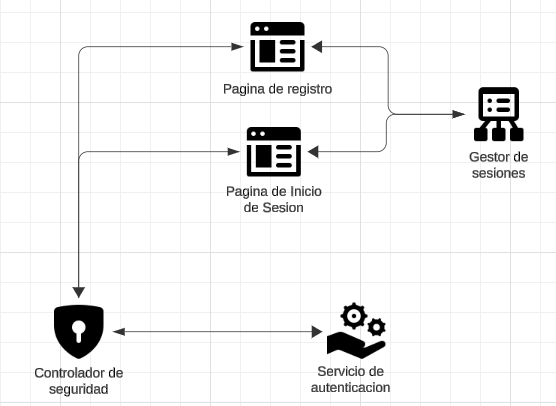 Pagina de registro
Gestor de
sesiones
Pagina de Inicio
de Sesion
Controlador de
seguridad
Servicio de
autenticacion